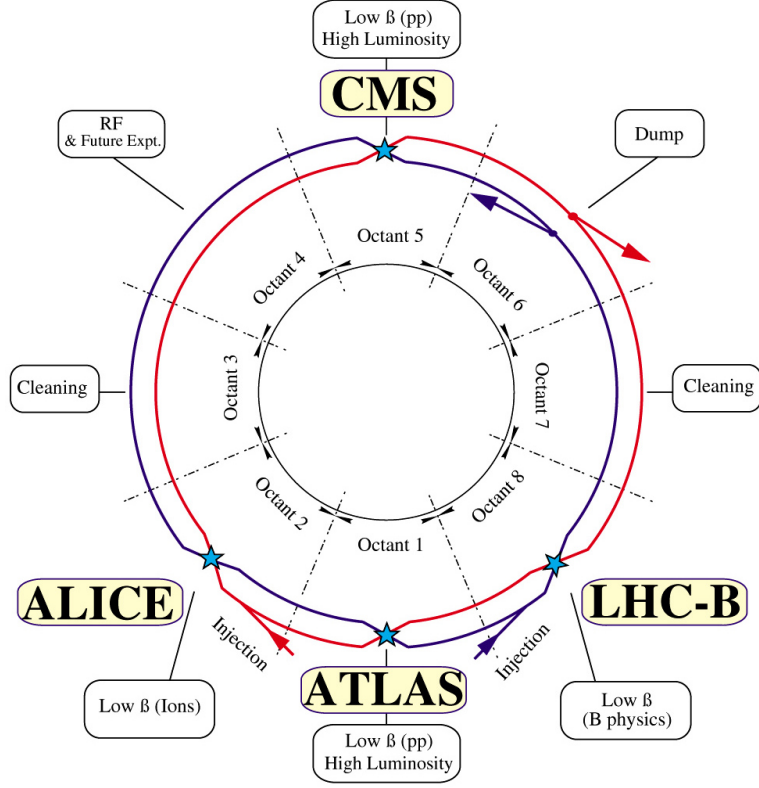 Low ß (pp)
High Luminosity
CMS
RF
& Future Expt.
Dump
Octant 5
Octant 4
Octant 6
Cleaning
Octant 3
Octant 7
Cleaning
Octant 2
Octant 8
Octant 1
ALICE
LHC-B
Injection
Injection
ATLAS
Low ß (Ions)
Low ß
(B physics)
Low ß (pp)
High Luminosity